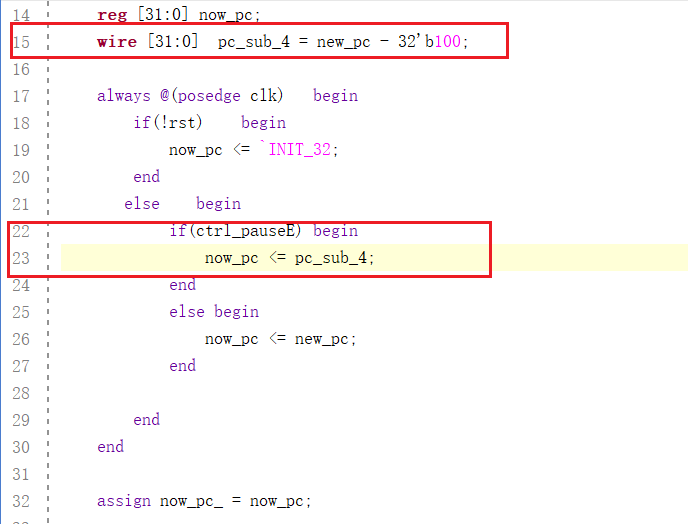 14 reg [31:0] now_pc;
15 wire [31:0] pc_sub_4 = new_pc - 32'b100;
16
17 always @(posedge clk) begin
18 if(!rst) begin
19 now_pc <= `INIT_32;
20 end
21 else begin
22 if(ctrl_pauseE) begin
23 now_pc <= pc_sub_4;
24 end
25 else begin
26 now_pc <= new_pc;
27 end
28
29 end
30 end
31
32 assign now_pc_ = now_pc;